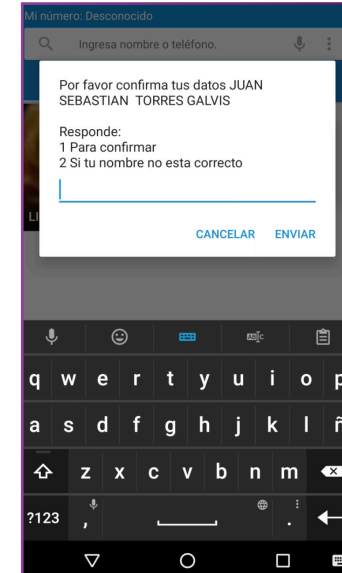 Mi número: Desconocido
Ingresa nombre o teléfono.
Por favor confirma tus datos JUAN
SEBASTIAN  TORRES GALVIS
Responde:
1 Para confirmar
2 Si tu nombre no esta correcto
LI
CANCELAR ENVIAR
q w e r t y u i o p
a s d f g h j k l ñ
z x c v b n m
?123 , .